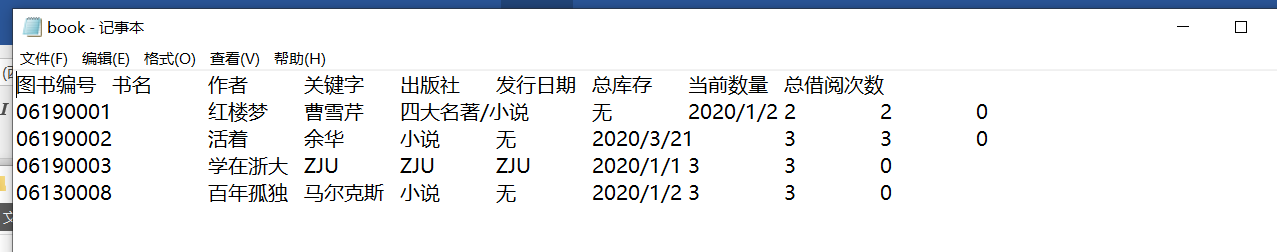 book - 记事本
文件(F) 编辑(E) 格式(O) 查看(V) 帮助(H)
图书编号 书名 作者 关键字 出版社 发行日期 总库存 当前数量 总借阅次数
06190001 红楼梦 曹雪芹 四大名著/小说 无 2020/1/2 2 2 0
06190002 活着 余华 小说 无 2020/3/21 3 3 0
06190003 学在浙大 ZJU ZJU ZJU 2020/1/1 3 3 0
06130008 百年孤独 马尔克斯 小说 无 2020/1/2 3 3 0